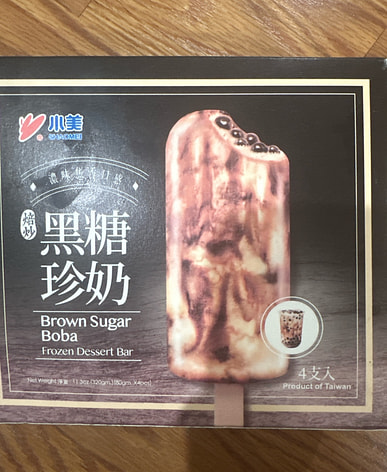 小美
SHAOMEI
濃味焦香口感
焙炒
黑糖
珍奶
Brown Sugar
Boba
Frozen Dessert Bar
4支入
Product of Taiwan